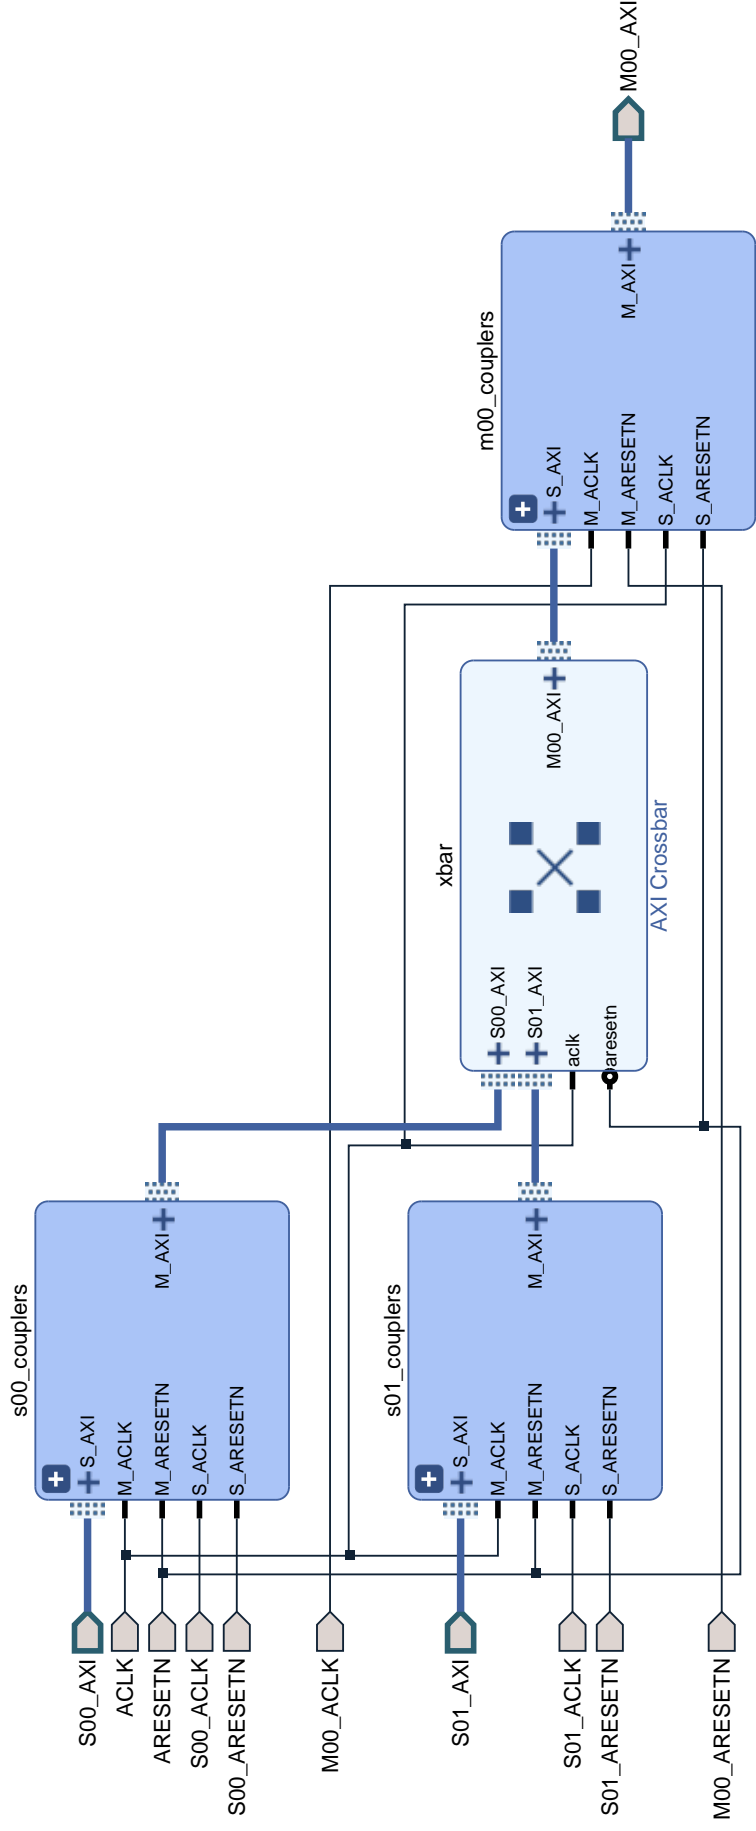 s00_couplers
S_AXI
M_ACLK
M_ARESETN
S_ACLK
S_ARESETN
M_AXI
S00_AXI
ACLK
ARESETN
S00_ACLK
S00_ARESETN
M00_ACLK
s01_couplers
S_AXI
M_ACLK
M_ARESETN
S_ACLK
S_ARESETN
M_AXI
S01_AXI
S01_ACLK
S01_ARESETN
M00_ARESETN
xbar
S00_AXI
S01_AXI
aclk
aresetn
M00_AXI
AXI Crossbar
m00_couplers
S_AXI
M_ACLK
M_ARESETN
S_ACLK
S_ARESETN
M_AXI
M00_AXI